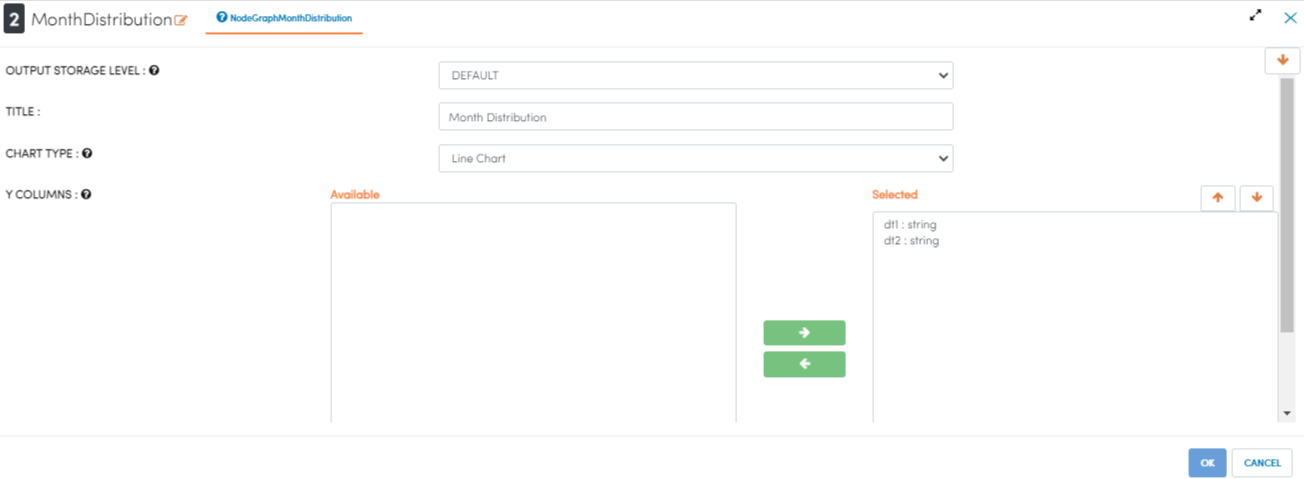 2 MonthDistribution NodeGraphMonthDistribution
OUTPUT STORAGE LEVEL : DEFAULT
TITLE : Month Distribution
CHART TYPE : Line Chart
Y COLUMNS : Available Selected
dt1 : string
dt2 : string
OK CANCEL